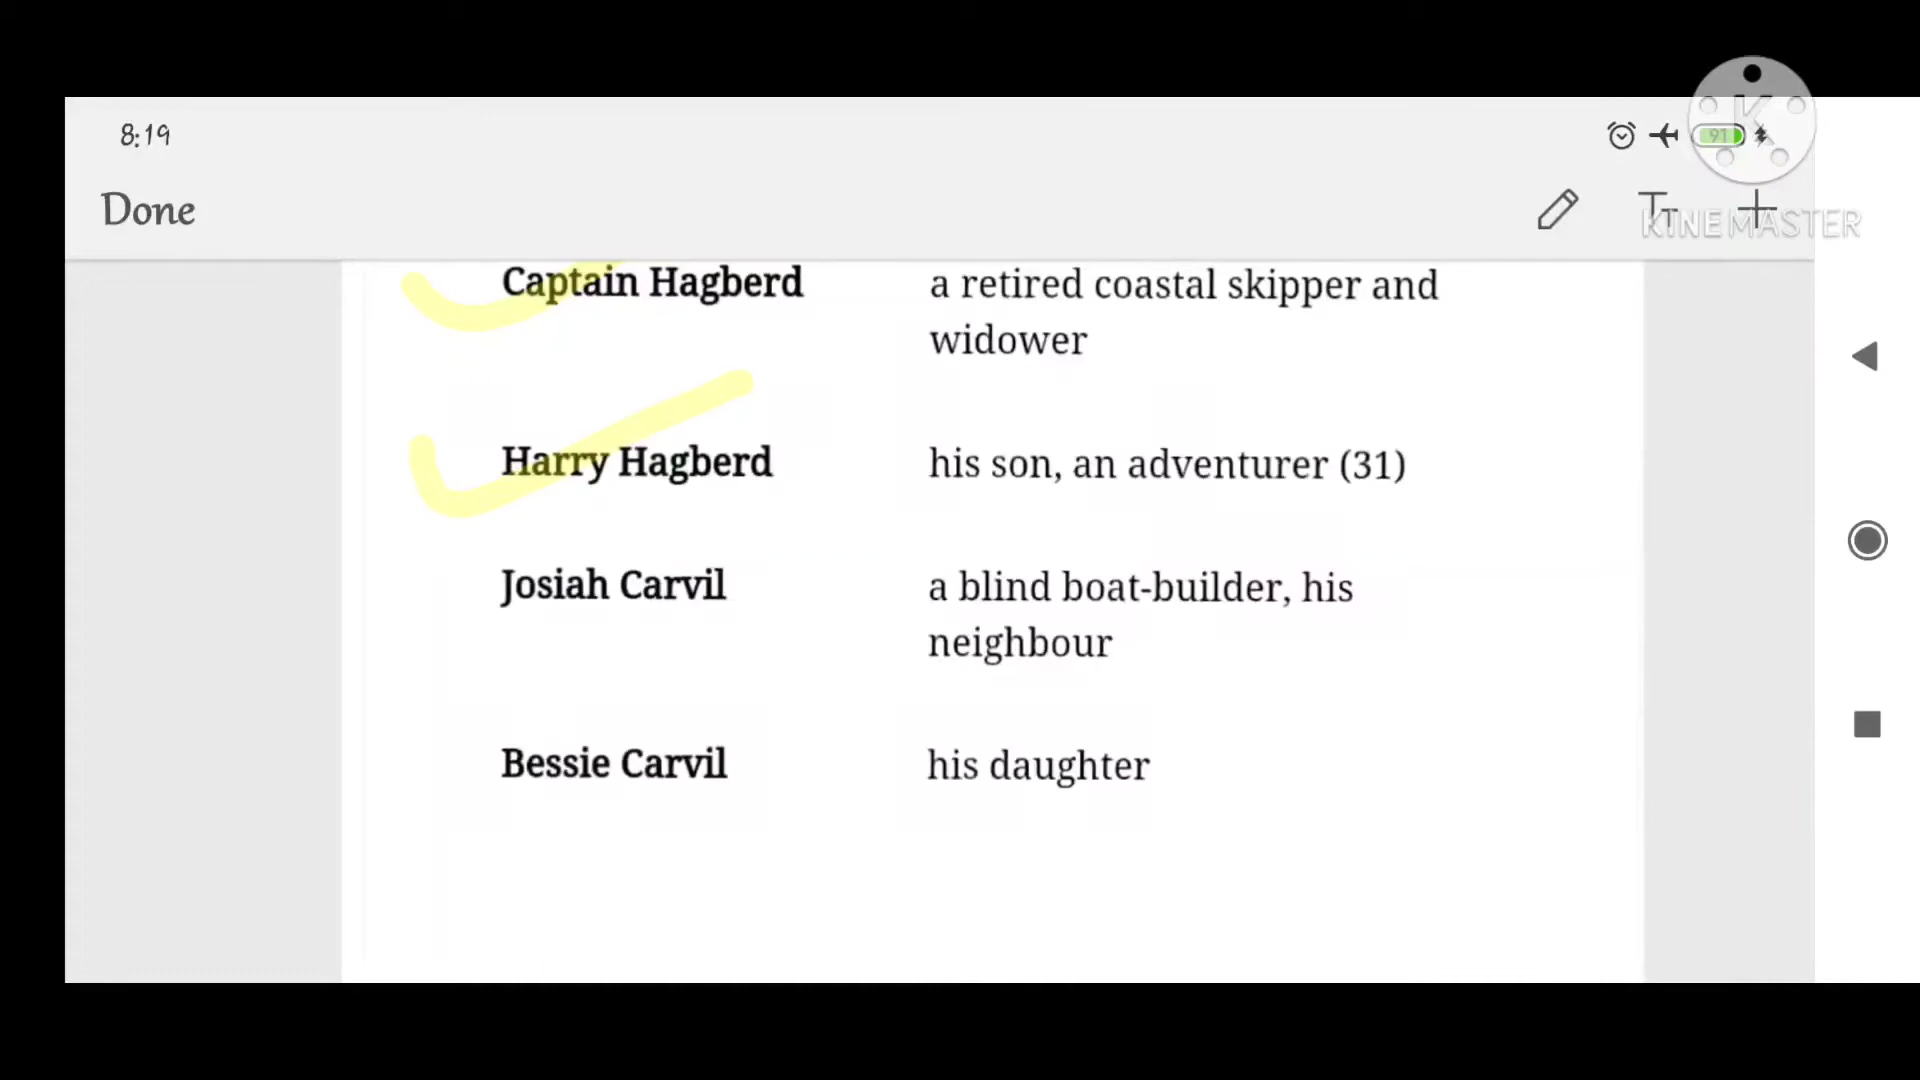 8:19
91
Done
KINEMASTER
Captain Hagberd a retired coastal skipper and
widower
Harry Hagberd his son, an adventurer (31)
Josiah Carvil a blind boat-builder, his
neighbour
Bessie Carvil his daughter